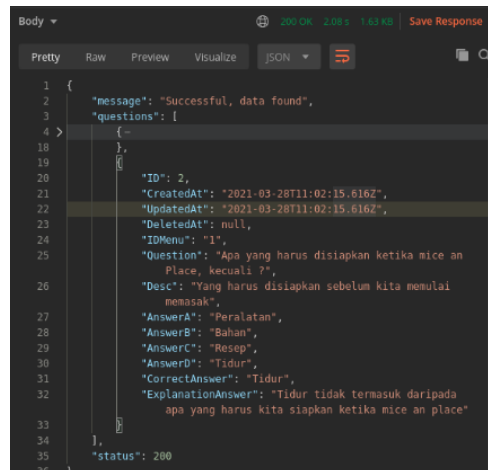 Body 200 OK 2.08 s 1.63 KB Save Response
Pretty Raw Preview Visualize JSON
1 {
2 "message": "Successful, data found",
3 "questions": [
4 > {–
18 },
19 {
20 "ID": 2,
21 "CreatedAt": "2021-03-28T11:02:15.616Z",
22 "UpdatedAt": "2021-03-28T11:02:15.616Z",
23 "DeletedAt": null,
24 "IDMenu": "1",
25 "Question": "Apa yang harus disiapkan ketika mice an
Place, kecuali ?",
26 "Desc": "Yang harus disiapkan sebelum kita memulai
memasak",
27 "AnswerA": "Peralatan",
28 "AnswerB": "Bahan",
29 "AnswerC": "Resep",
30 "AnswerD": "Tidur",
31 "CorrectAnswer": "Tidur",
32 "ExplanationAnswer": "Tidur tidak termasuk daripada
apa yang harus kita siapkan ketika mice an place"
33 }
34 ],
35 "status": 200